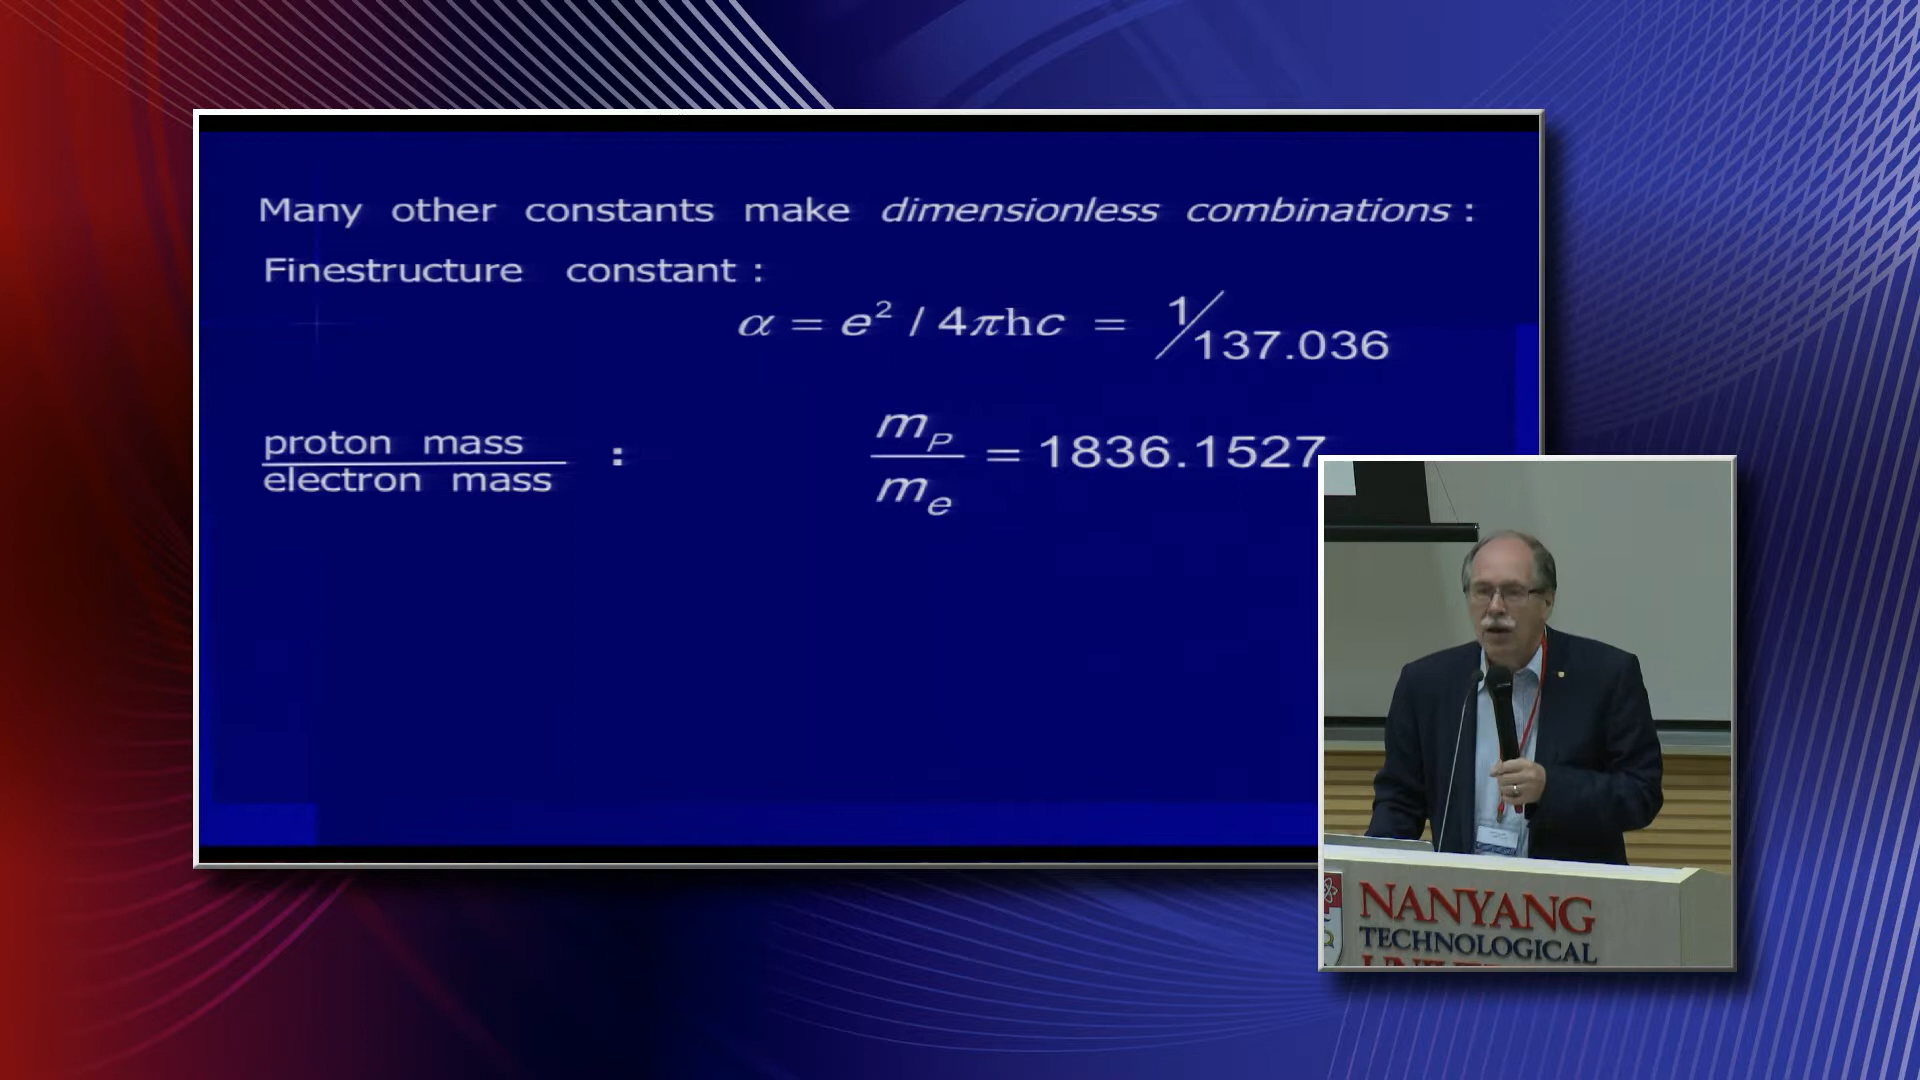 Many other constants make dimensionless combinations :
Finestructure constant :
α = e² / 4πhc = 1/137.036
proton mass
electron mass
:
m_P / m_e = 1836.1527
NANYANG
TECHNOLOGICAL